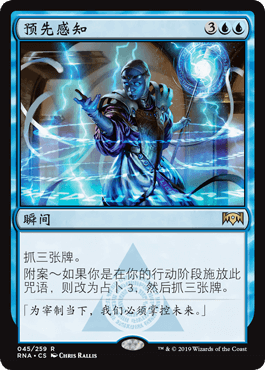 预先感知 3
瞬间
抓三张牌。
附案～如果你是在你的行动阶段施放此
咒语，则改为占卜3，然后抓三张牌。
「为宰制当下，我们必须掌控未来。」
045/259 R
RNA • CS Chris Rallis
™ & © 2019 Wizards of the Coast